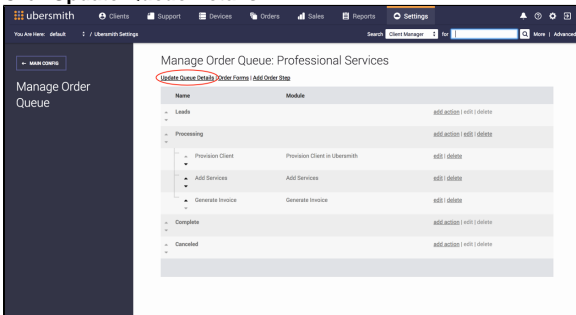 ubersmith Clients Support Devices Orders Sales Reports Settings
You Are Here: default / Ubersmith Settings Search Client Manager for More | Advanced
← MAIN CONFIG
Manage Order Queue
Manage Order Queue: Professional Services
Update Queue Details | Order Forms | Add Order Step
Name Module
Leads add action | edit | delete
Processing add action | edit | delete
Provision Client Provision Client in Ubersmith edit | delete
Add Services Add Services edit | delete
Generate Invoice Generate Invoice edit | delete
Complete add action | edit | delete
Canceled add action | edit | delete